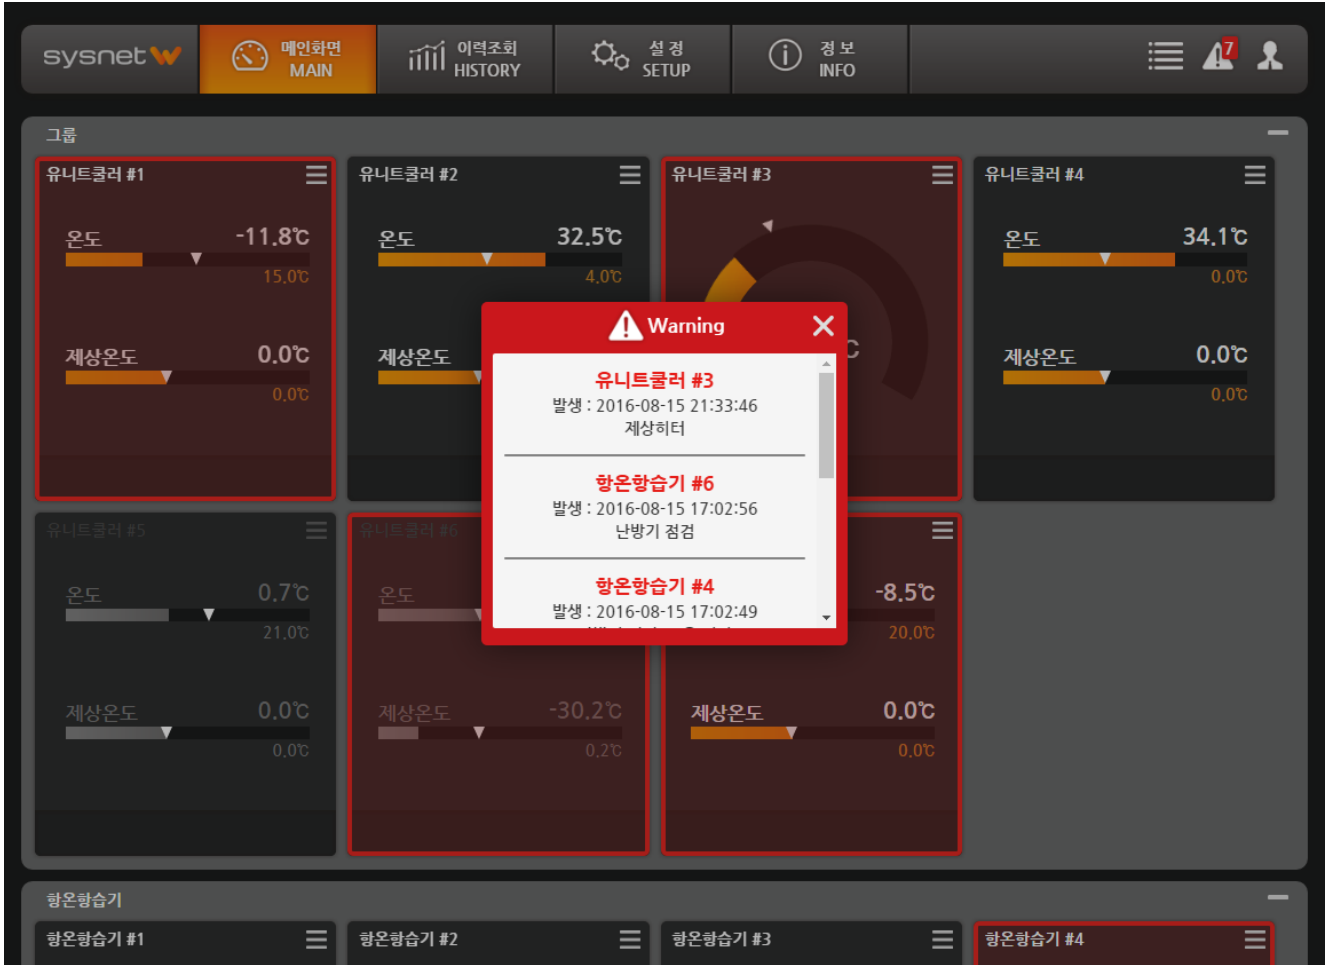 sysnet
메인화면
MAIN
이력조회
HISTORY
설정
SETUP
정보
INFO
7
그룹
유니트쿨러 #1
온도 -11.8℃
15.0℃
제상온도 0.0℃
0.0℃
유니트쿨러 #2
온도 32.5℃
4.0℃
제상온도
유니트쿨러 #3
유니트쿨러 #4
온도 34.1℃
0.0℃
제상온도 0.0℃
0.0℃
Warning
유니트쿨러 #3
발생 : 2016-08-15 21:33:46
제상히터
항온항습기 #6
발생 : 2016-08-15 17:02:56
난방기 점검
항온항습기 #4
발생 : 2016-08-15 17:02:49
유니트쿨러 #5
온도 0.7℃
21.0℃
제상온도 0.0℃
0.0℃
유니트쿨러 #6
온도
제상온도 -30.2℃
0.2℃
-8.5℃
20.0℃
제상온도 0.0℃
0.0℃
항온항습기
항온항습기 #1
항온항습기 #2
항온항습기 #3
항온항습기 #4